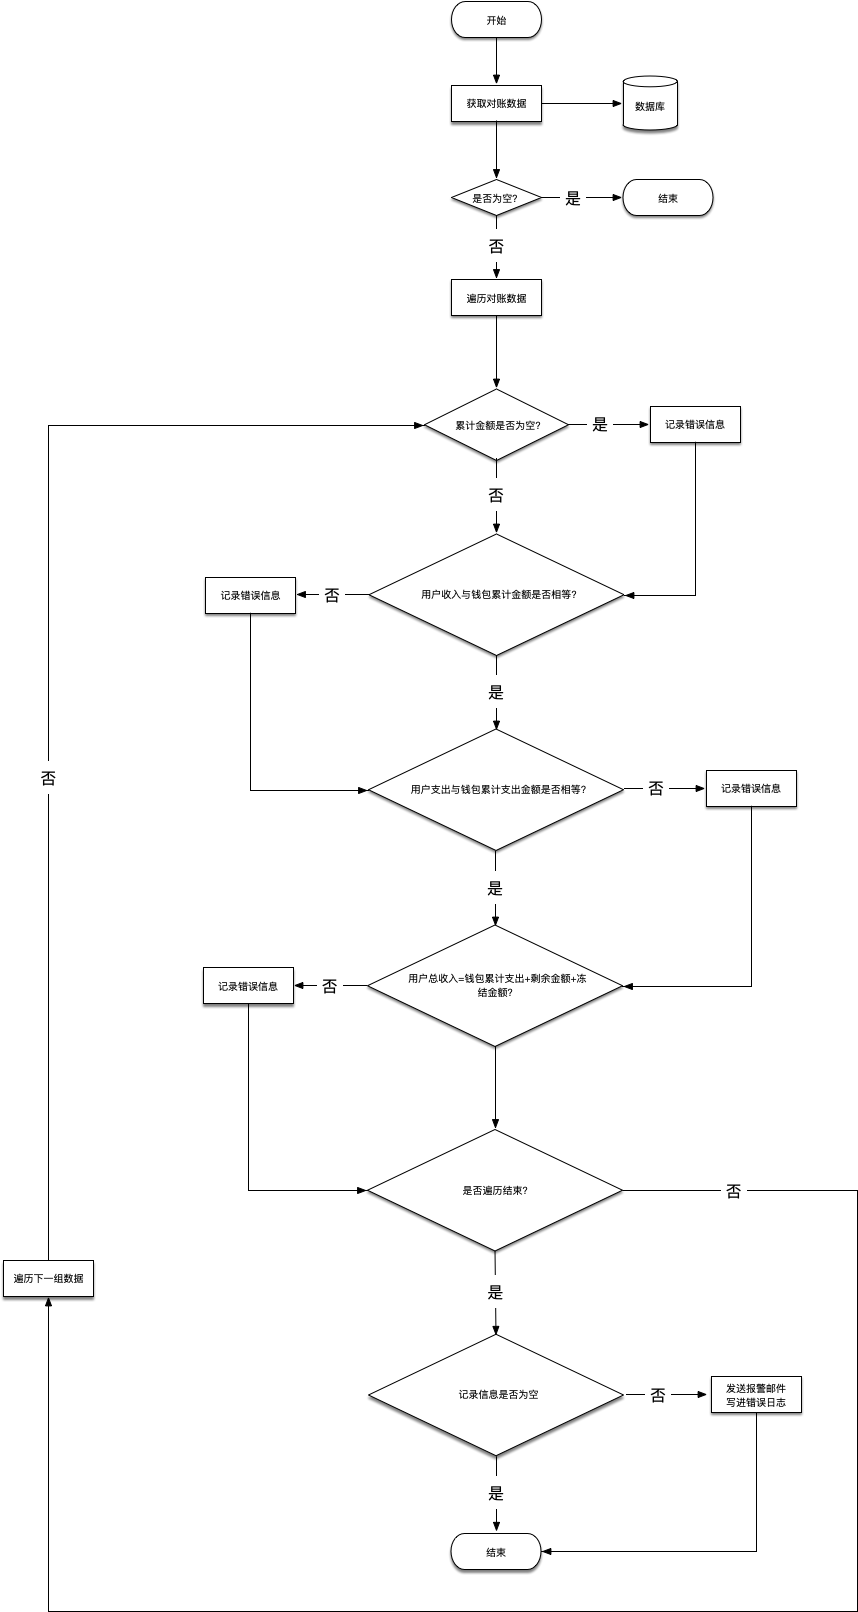 开始
获取对账数据
数据库
是否为空?
是
结束
否
遍历对账数据
累计金额是否为空?
是
记录错误信息
否
记录错误信息
否
用户收入与钱包累计金额是否相等?
是
否
用户支出与钱包累计支出金额是否相等?
否
记录错误信息
是
记录错误信息
否
用户总收入=钱包累计支出+剩余金额+冻
结金额?
是否遍历结束?
否
遍历下一组数据
是
记录信息是否为空
否
发送报警邮件
写进错误日志
是
结束